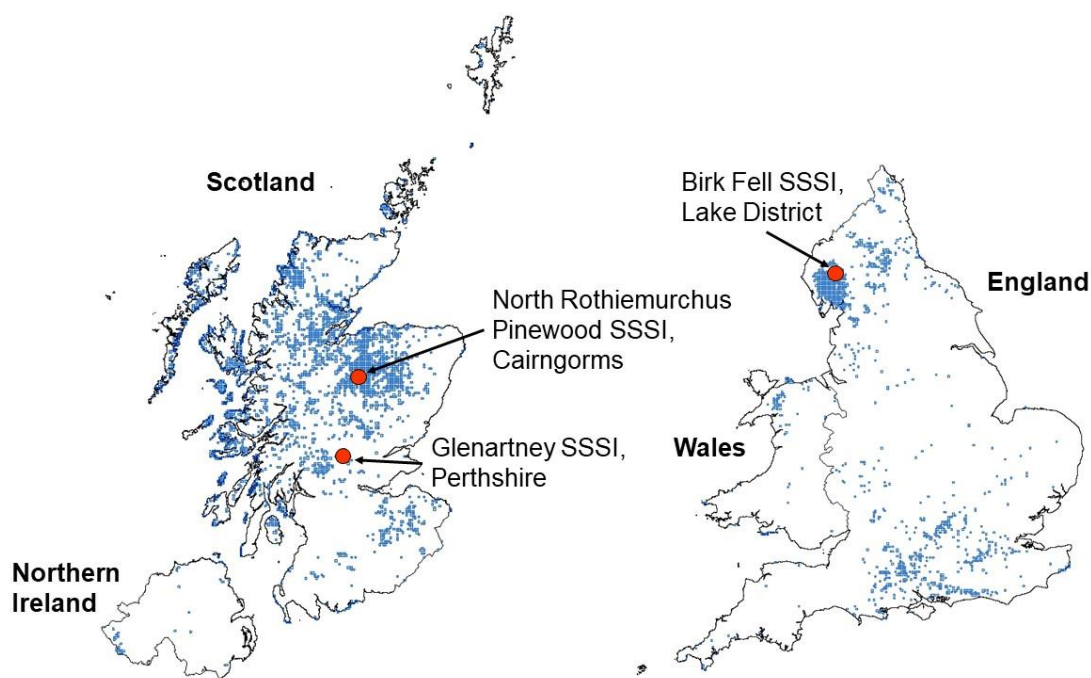 Scotland
North Rothiemurchus
Pinewood SSSI,
Cairngorms
Glenartney SSSI,
Perthshire
Northern
Ireland
Birk Fell SSSI,
Lake District
England
Wales